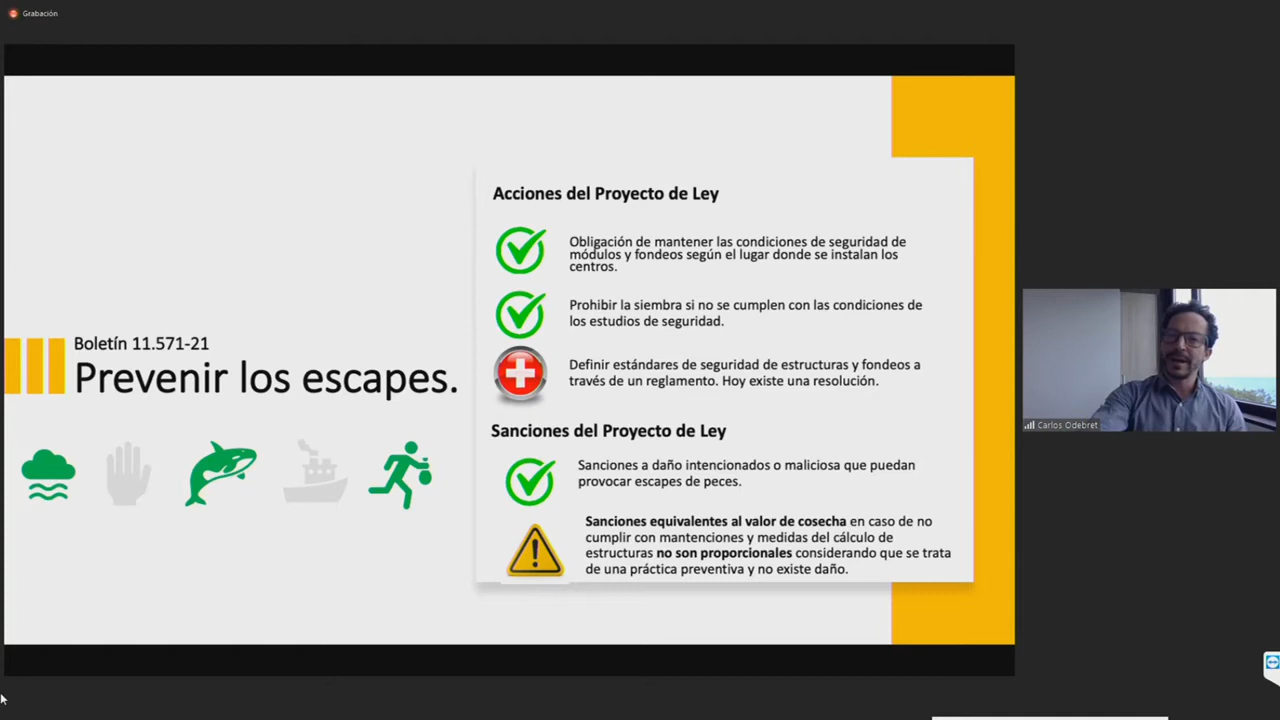 Grabación
Boletín 11.571-21
Prevenir los escapes.
Acciones del Proyecto de Ley
Obligación de mantener las condiciones de seguridad de
módulos y fondeos según el lugar donde se instalan los
centros.
Prohibir la siembra si no se cumplen con las condiciones de
los estudios de seguridad.
Definir estándares de seguridad de estructuras y fondeos a
través de un reglamento. Hoy existe una resolución.
Sanciones del Proyecto de Ley
Sanciones a daño intencionados o maliciosa que puedan
provocar escapes de peces.
Sanciones equivalentes al valor de cosecha en caso de no
cumplir con mantenciones y medidas del cálculo de
estructuras no son proporcionales considerando que se trata
de una práctica preventiva y no existe daño.
Carlos Odebret